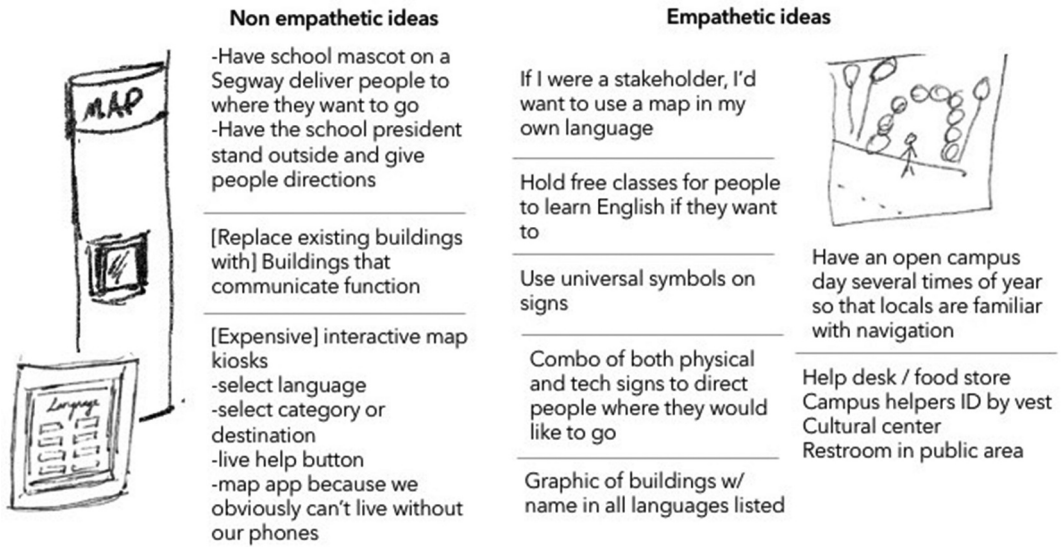 Non empathetic ideas
MAP
Language
-Have school mascot on a
Segway deliver people to
where they want to go
-Have the school president
stand outside and give
people directions
[Replace existing buildings
with] Buildings that
communicate function
[Expensive] interactive map
kiosks
-select language
-select category or
destination
-live help button
-map app because we
obviously can't live without
our phones
Empathetic ideas
If I were a stakeholder, I'd
want to use a map in my
own language
Hold free classes for people
to learn English if they want
to
Use universal symbols on
signs
Combo of both physical
and tech signs to direct
people where they would
like to go
Graphic of buildings w/
name in all languages listed
Have an open campus
day several times of year
so that locals are familiar
with navigation
Help desk / food store
Campus helpers ID by vest
Cultural center
Restroom in public area